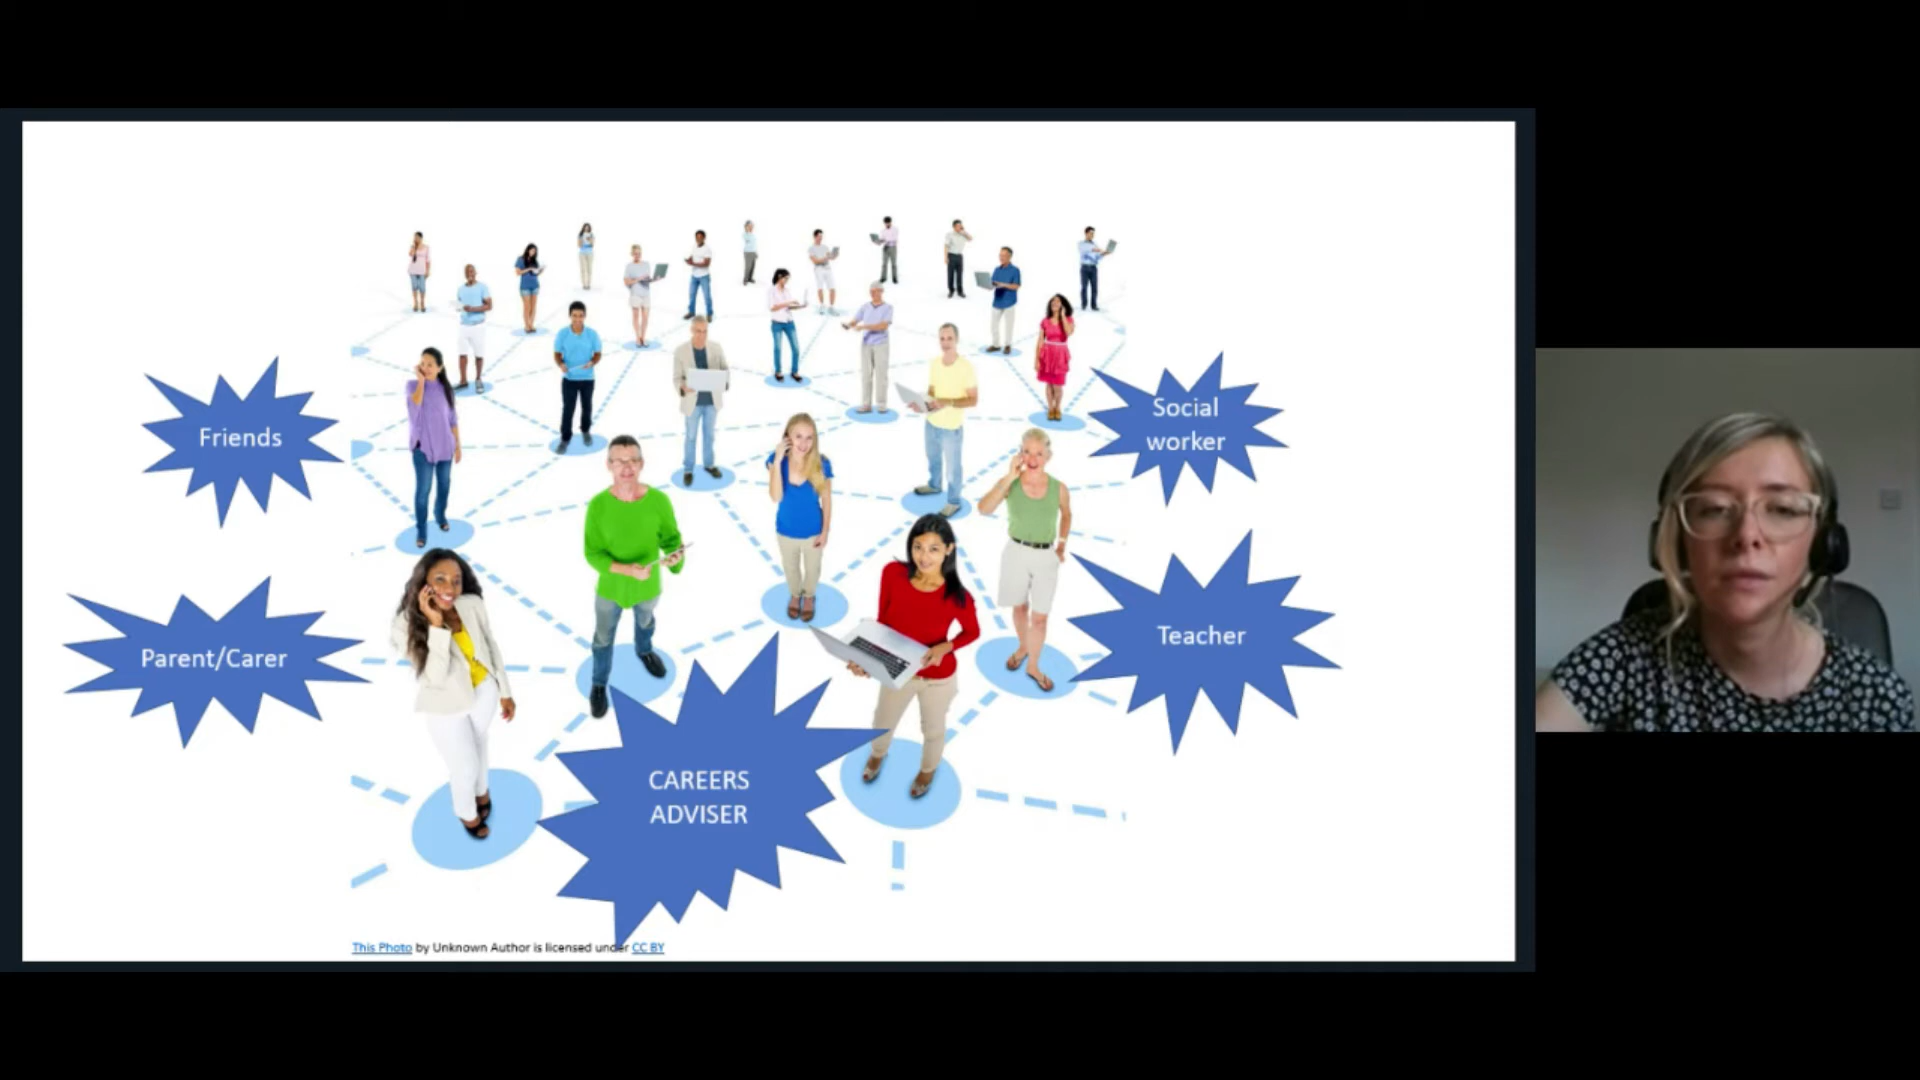 Friends
Social
worker
Parent/Carer
Teacher
CAREERS
ADVISER
This Photo by Unknown Author is licensed under CC BY